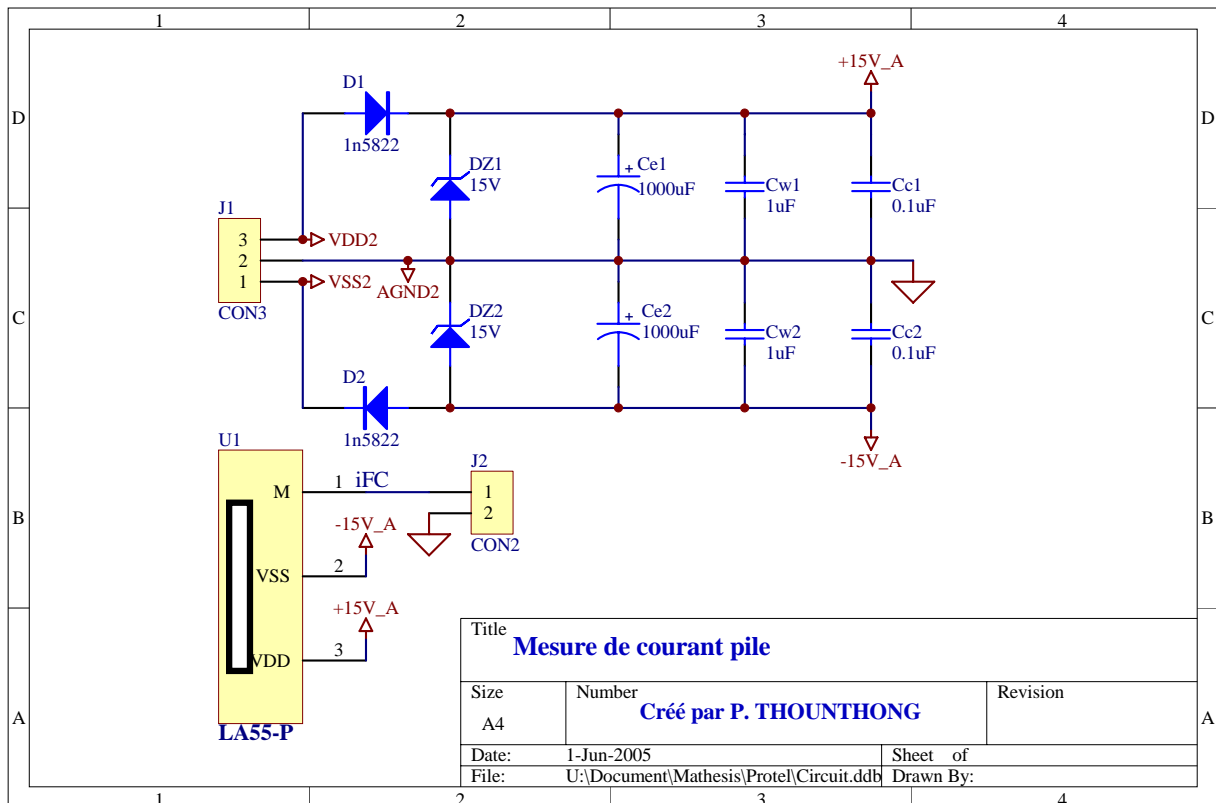 1 2 3 4
+15V_A
D1
D D
1n5822
DZ1
15V
Ce1
+
1000uF
Cw1
1uF
Cc1
0.1uF
J1
3 VDD2
2
1 VSS2
AGND2
CON3
C C
DZ2
15V
Ce2
+
1000uF
Cw2
1uF
Cc2
0.1uF
D2
1n5822
-15V_A
U1
J2
M 1 iFC 1
2
CON2
B B
-15V_A
VSS 2
+15V_A
VDD 3
LA55-P
A A
Title
Mesure de courant pile
Size Number Revision
A4 Créé par P. THOUNTHONG
Date: 1-Jun-2005 Sheet of
File: U:\Document\Mathesis\Protel\Circuit.ddb Drawn By:
1 2 3 4